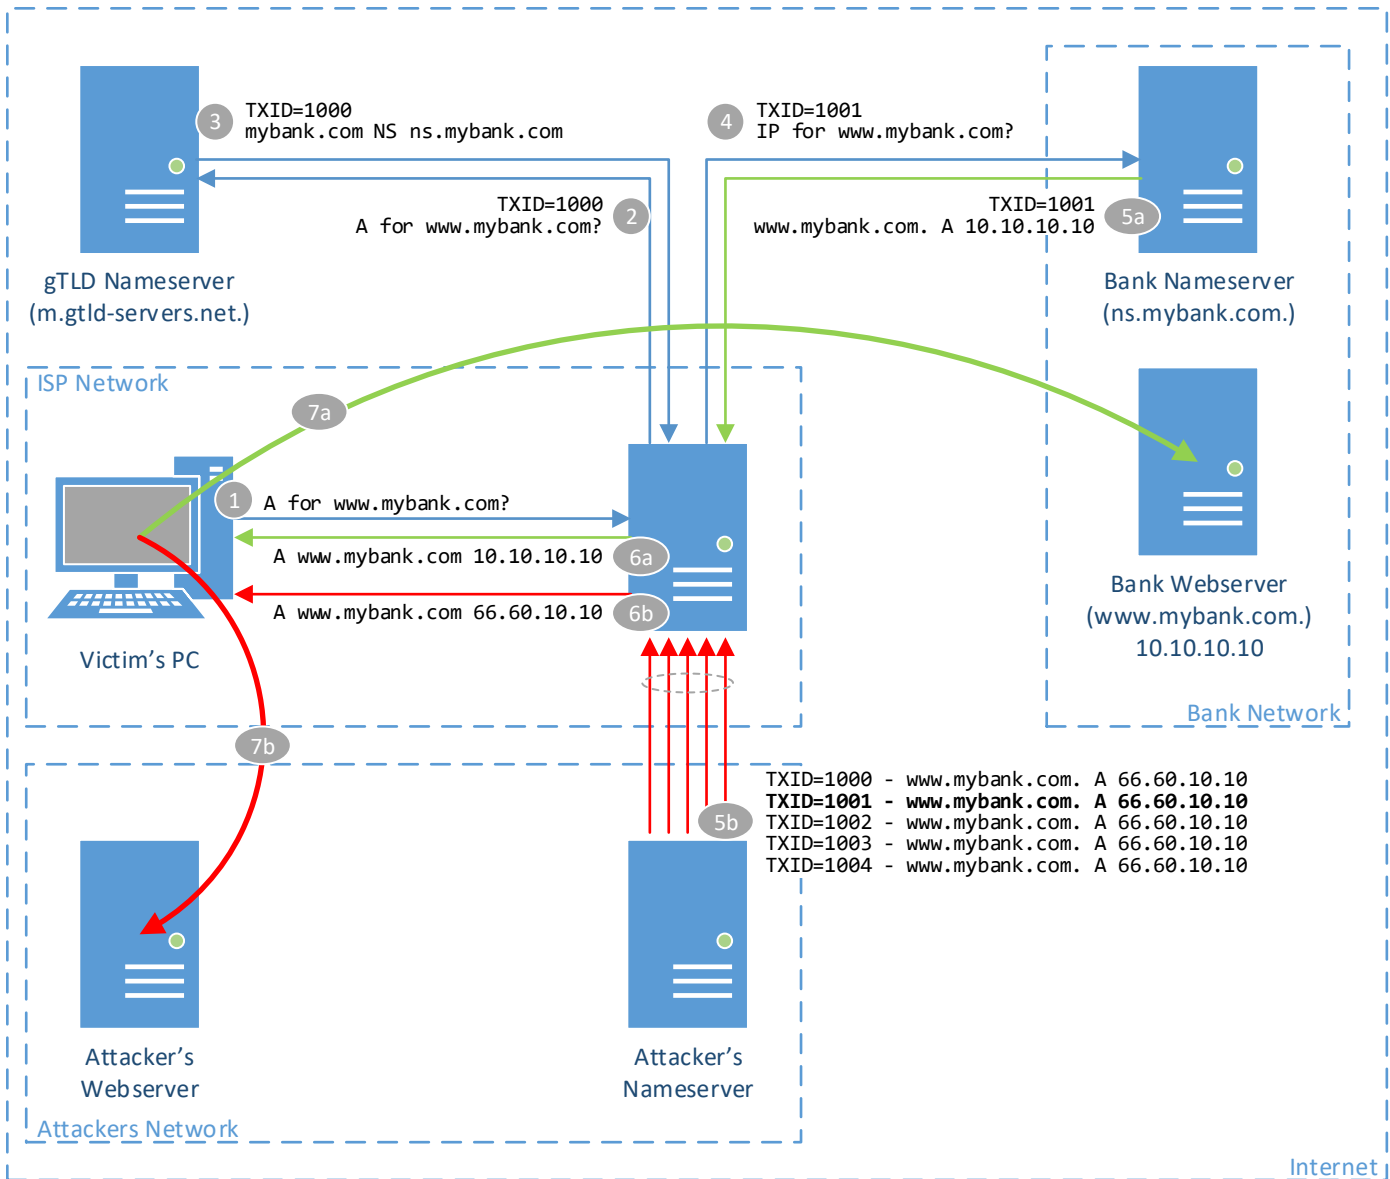 3
TXID=1000
mybank.com NS ns.mybank.com
4
TXID=1001
IP for www.mybank.com?
TXID=1000
A for www.mybank.com?
2
TXID=1001
www.mybank.com. A 10.10.10.10
5a
gTLD Nameserver
(m.gtld-servers.net.)
Bank Nameserver
(ns.mybank.com.)
ISP Network
7a
1
A for www.mybank.com?
A www.mybank.com 10.10.10.10
6a
A www.mybank.com 66.60.10.10
6b
Victim's PC
Bank Webserver
(www.mybank.com.)
10.10.10.10
Bank Network
7b
5b
TXID=1000 - www.mybank.com. A 66.60.10.10
TXID=1001 - www.mybank.com. A 66.60.10.10
TXID=1002 - www.mybank.com. A 66.60.10.10
TXID=1003 - www.mybank.com. A 66.60.10.10
TXID=1004 - www.mybank.com. A 66.60.10.10
Attacker's
Webserver
Attacker's
Nameserver
Attackers Network
Internet